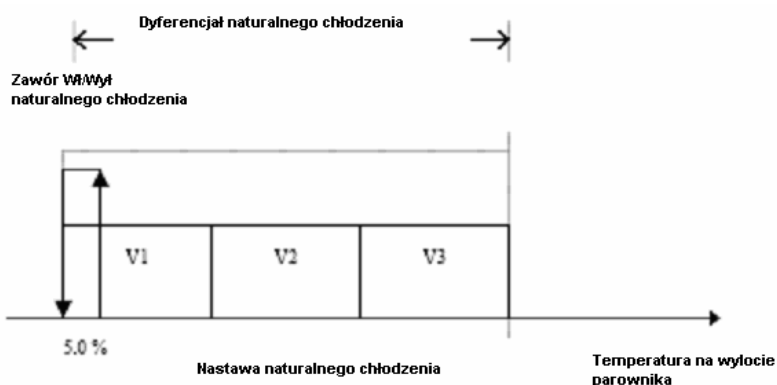 Dyferencjał naturalnego chłodzenia
Zawór Wł/Wył
naturalnego chłodzenia
V1 V2 V3
5.0 %
Nastawa naturalnego chłodzenia
Temperatura na wylocie
parownika